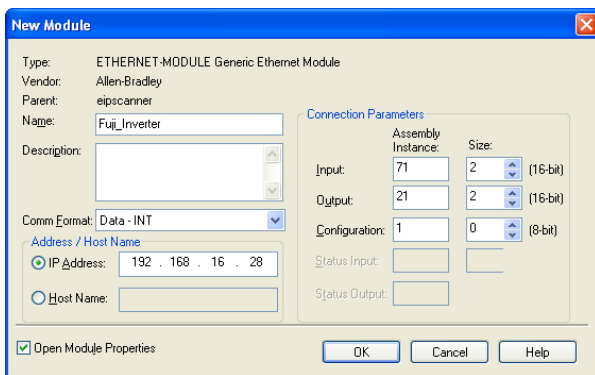 New Module
Type: ETHERNET-MODULE Generic Ethernet Module
Vendor: Allen-Bradley
Parent: eipscanner
Name: Fuji_Inverter
Description:
Comm Format: Data - INT
Address / Host Name
IP Address: 192 . 168 . 16 . 28
Host Name:
Connection Parameters
Assembly Instance: Size:
Input: 71 2 (16-bit)
Output: 21 2 (16-bit)
Configuration: 1 0 (8-bit)
Status Input:
Status Output:
Open Module Properties
OK Cancel Help